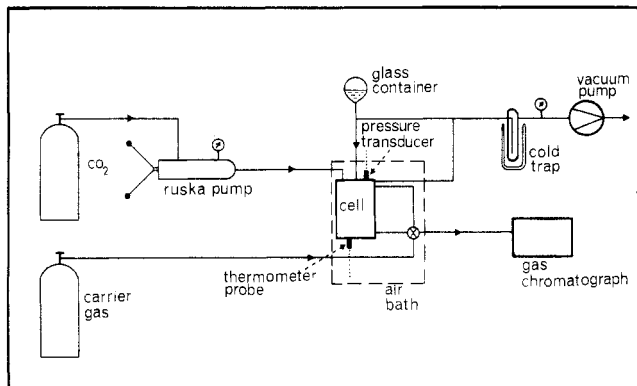 glass
container
vacuum
pump
pressure
transducer
cold
trap
co2
ruska pump
cell
thermometer
probe
air
bath
gas
chromatograph
carrier
gas